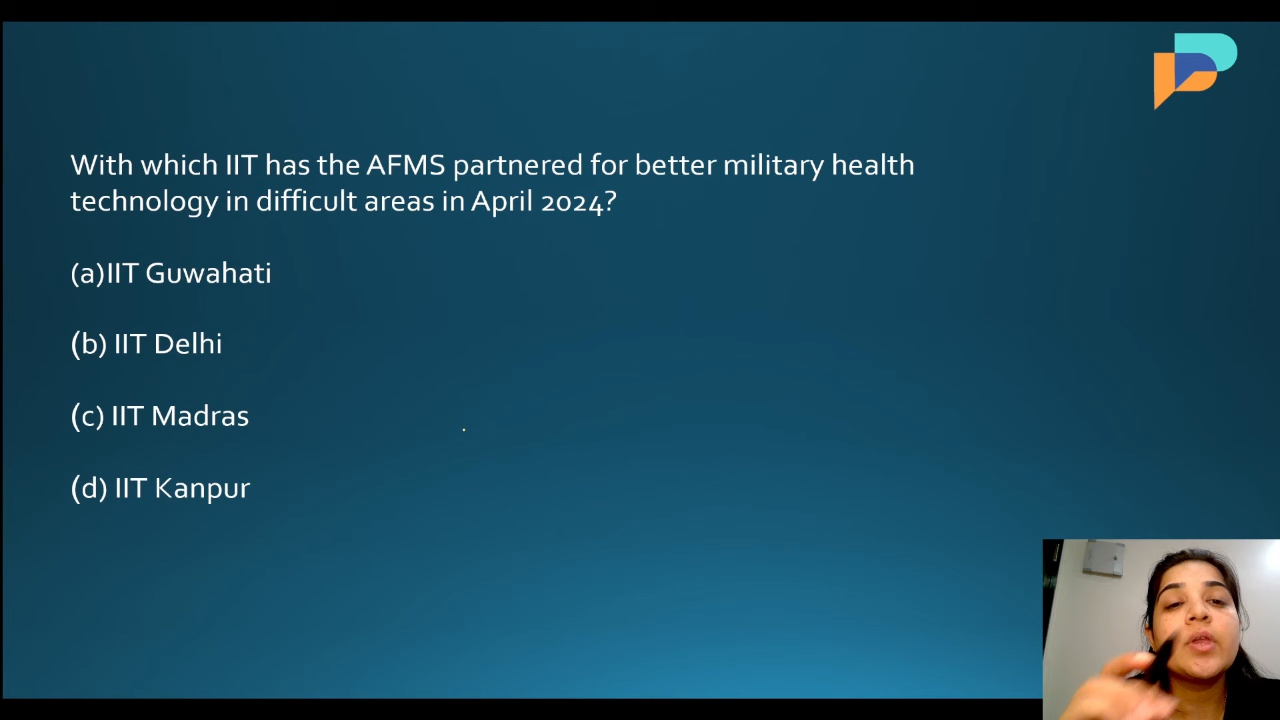 With which IIT has the AFMS partnered for better military health
technology in difficult areas in April 2024?
(a)IIT Guwahati
(b) IIT Delhi
(c) IIT Madras
(d) IIT Kanpur